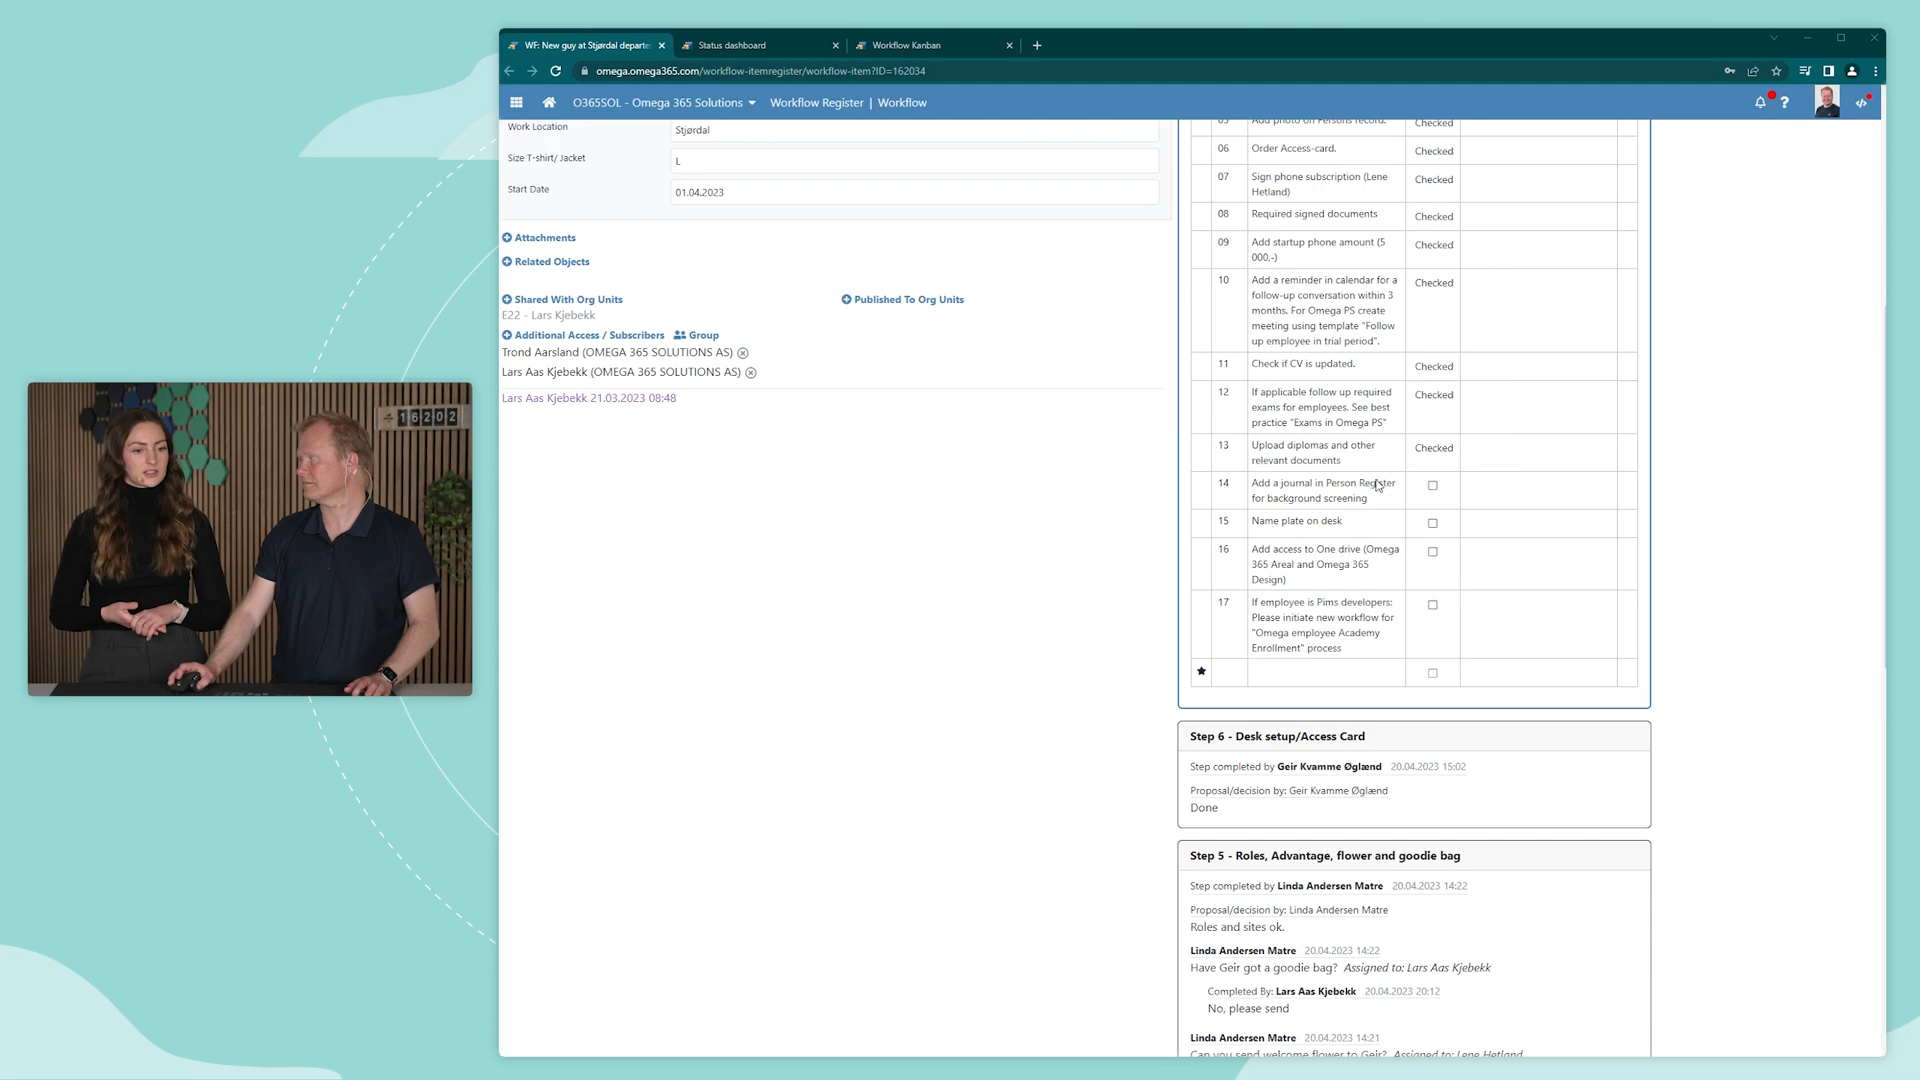 WF: New guy at Stjørdal departe
Status dashboard
Workflow Kanban
omega.omega365.com/workflow-itemregister/workflow-item?ID=162034
O365SOL - Omega 365 Solutions
Workflow Register | Workflow
Work Location
Stjørdal
Size T-shirt/ Jacket
L
Start Date
01.04.2023
Attachments
Related Objects
Shared With Org Units
Published To Org Units
E22 - Lars Kjebekk
Additional Access / Subscribers
Group
Trond Aarsland (OMEGA 365 SOLUTIONS AS)
Lars Aas Kjebekk (OMEGA 365 SOLUTIONS AS)
Lars Aas Kjebekk 21.03.2023 08:48
05 Add photo on Persons record. Checked
06 Order Access-card. Checked
07 Sign phone subscription (Lene Checked
Hetland)
08 Required signed documents Checked
09 Add startup phone amount (5 Checked
000,-)
10 Add a reminder in calendar for a Checked
follow-up conversation within 3
months. For Omega PS create
meeting using template "Follow
up employee in trial period".
11 Check if CV is updated. Checked
12 If applicable follow up required Checked
exams for employees. See best
practice "Exams in Omega PS"
13 Upload diplomas and other Checked
relevant documents
14 Add a journal in Person Register
for background screening
15 Name plate on desk
16 Add access to One drive (Omega
365 Areal and Omega 365
Design)
17 If employee is Pims developers:
Please initiate new workflow for
"Omega employee Academy
Enrollment" process
Step 6 - Desk setup/Access Card
Step completed by Geir Kvamme Øglænd 20.04.2023 15:02
Proposal/decision by: Geir Kvamme Øglænd
Done
Step 5 - Roles, Advantage, flower and goodie bag
Step completed by Linda Andersen Matre 20.04.2023 14:22
Proposal/decision by: Linda Andersen Matre
Roles and sites ok.
Linda Andersen Matre 20.04.2023 14:22
Have Geir got a goodie bag? Assigned to: Lars Aas Kjebekk
Completed By: Lars Aas Kjebekk 20.04.2023 20:12
No, please send
Linda Andersen Matre 20.04.2023 14:21
Can you send welcome flower to Geir? Assigned to: Lene Hetland
16202